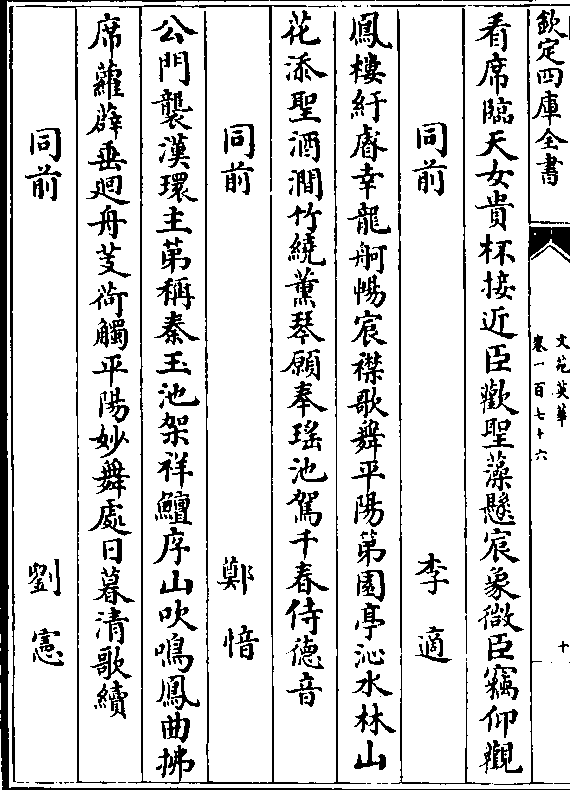 欽定四庫全書
文苑英華
卷一百七十六
十
看席臨天女貴杯接近臣歡聖藻懸宸象微臣竊仰觀
同前 李適
鳳樓紆睿幸龍舸暢宸襟歌舞平陽第園亭沁水林山
花添聖酒澗竹繞薰琴願奉瑤池駕千春侍德音
同前 鄭愔
公門襲漢環主第稱秦玉池架祥鱣序山吹鳴鳳曲拂
席蘿薜垂迴舟芰荷觸平陽妙舞處日暮清歌續
同前 劉憲